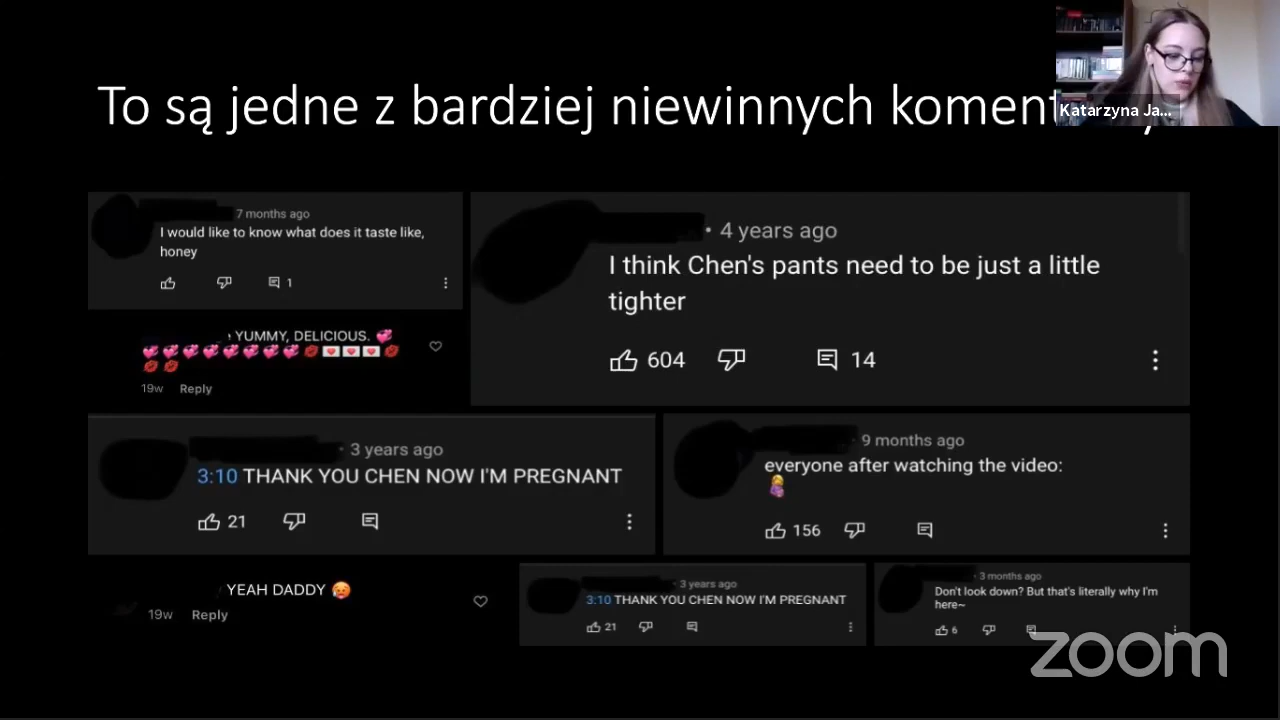 To są jedne z bardziej niewinnych
Katarzyna Ja...
7 months ago
I would like to know what does it taste like,
honey
1
• 4 years ago
I think Chen's pants need to be just a little
tighter
604 14
YUMMY, DELICIOUS. 💞
💞💞💞💞💞💞💞💞💋💌💌💌💋
💋💋
19w Reply
· 3 years ago
3:10 THANK YOU CHEN NOW I'M PREGNANT
21
· 9 months ago
everyone after watching the video:
🤱
156
YEAH DADDY 🥵
19w Reply
· 3 years ago
3:10 THANK YOU CHEN NOW I'M PREGNANT
21
· 3 months ago
Don't look down? But that's literally why I'm
here~
6
zoom